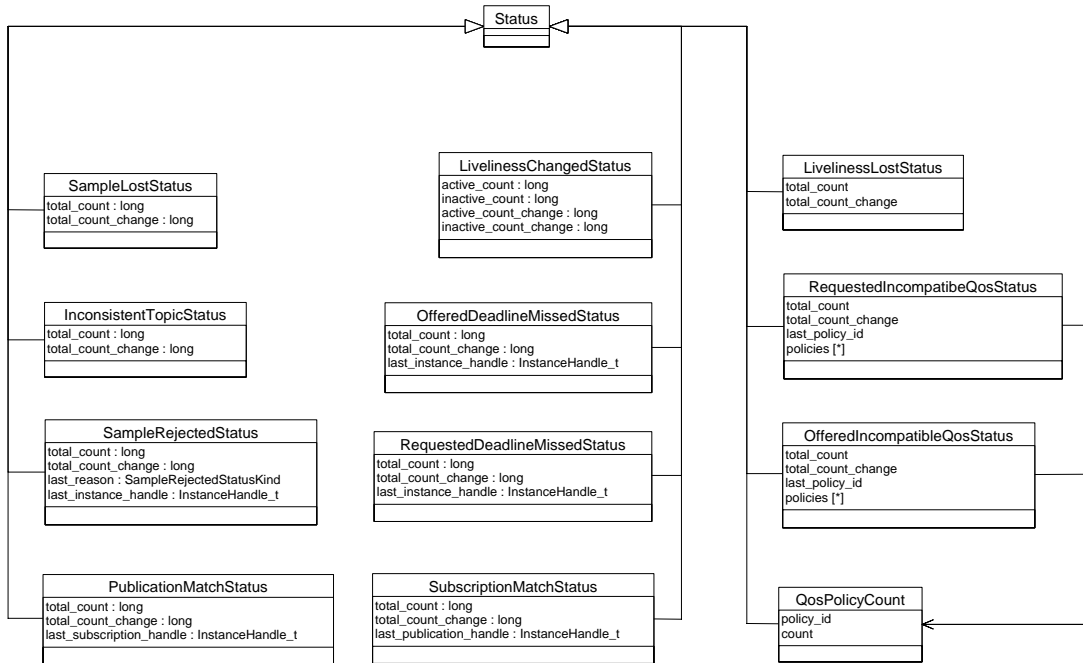 Status
SampleLostStatus
total_count : long
total_count_change : long
LivelinessChangedStatus
active_count : long
inactive_count : long
active_count_change : long
inactive_count_change : long
LivelinessLostStatus
total_count
total_count_change
InconsistentTopicStatus
total_count : long
total_count_change : long
OfferedDeadlineMissedStatus
total_count : long
total_count_change : long
last_instance_handle : InstanceHandle_t
RequestedIncompatibeQosStatus
total_count
total_count_change
last_policy_id
policies [*]
SampleRejectedStatus
total_count : long
total_count_change : long
last_reason : SampleRejectedStatusKind
last_instance_handle : InstanceHandle_t
RequestedDeadlineMissedStatus
total_count : long
total_count_change : long
last_instance_handle : InstanceHandle_t
OfferedIncompatibleQosStatus
total_count
total_count_change
last_policy_id
policies [*]
PublicationMatchStatus
total_count : long
total_count_change : long
last_subscription_handle : InstanceHandle_t
SubscriptionMatchStatus
total_count : long
total_count_change : long
last_publication_handle : InstanceHandle_t
QosPolicyCount
policy_id
count